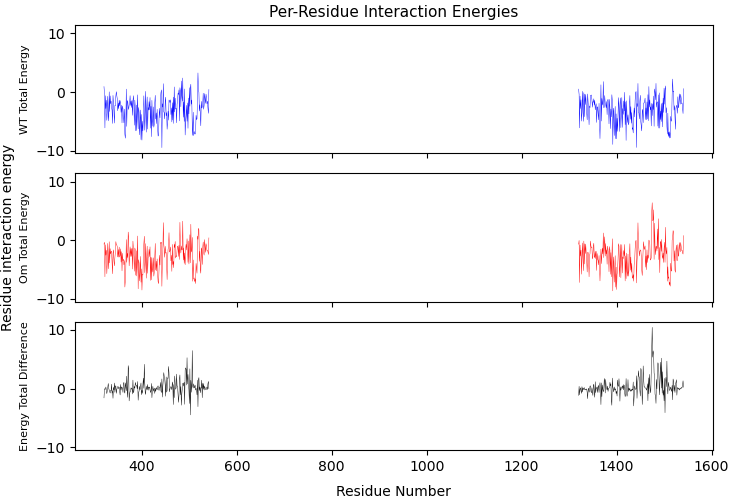 Per-Residue Interaction Energies
Residue interaction energy
WT Total Energy
10
0
−10
Om Total Energy
10
0
−10
Energy Total Difference
10
0
−10
400 600 800 1000 1200 1400 1600
Residue Number